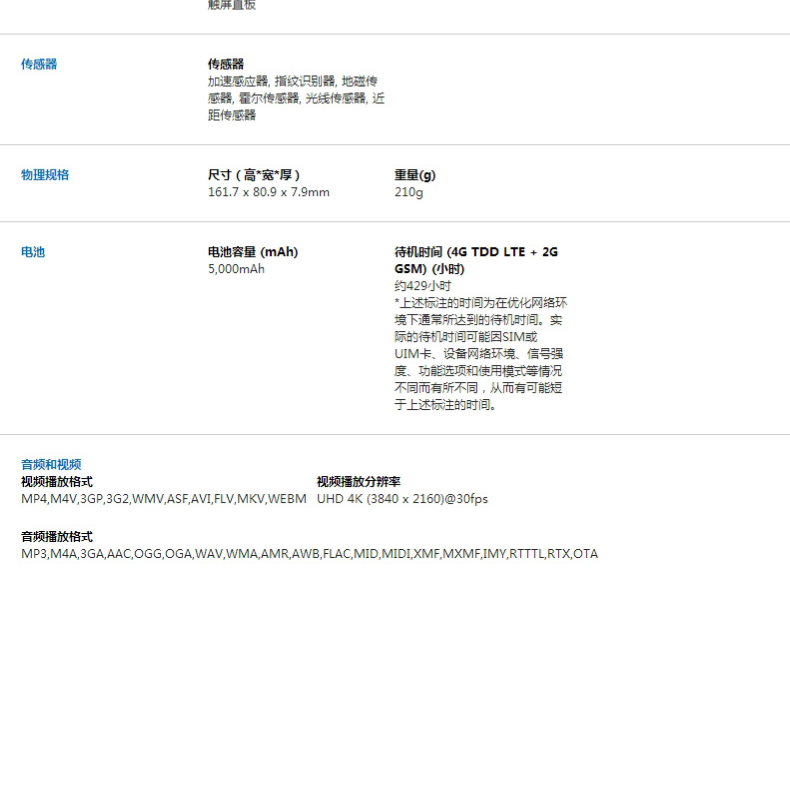 触屏直板
传感器
传感器
加速感应器, 指纹识别器, 地磁传
感器, 霍尔传感器, 光线传感器, 近
距传感器
物理规格
尺寸 ( 高*宽*厚 )
161.7 x 80.9 x 7.9mm
重量(g)
210g
电池
电池容量 (mAh)
5,000mAh
待机时间 (4G TDD LTE + 2G
GSM) (小时)
约429小时
*上述标注的时间为在优化网络环
境下通常所达到的待机时间。实
际的待机时间可能因SIM或
UIM卡、设备网络环境、信号强
度、功能选项和使用模式等情况
不同而有所不同，从而有可能短
于上述标注的时间。
音频和视频
视频播放格式
MP4,M4V,3GP,3G2,WMV,ASF,AVI,FLV,MKV,WEBM
视频播放分辨率
UHD 4K (3840 x 2160)@30fps
音频播放格式
MP3,M4A,3GA,AAC,OGG,OGA,WAV,WMA,AMR,AWB,FLAC,MID,MIDI,XMF,MXMF,IMY,RTTTL,RTX,OTA